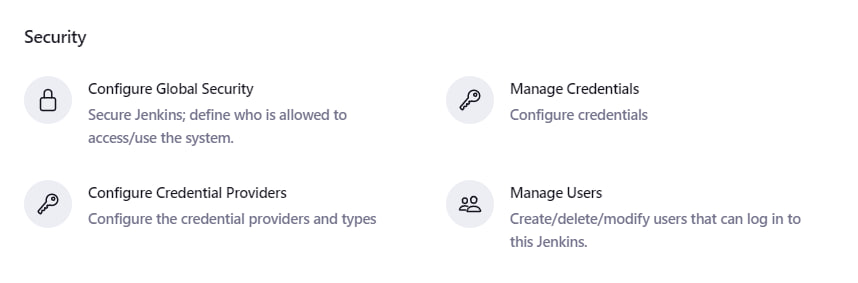 Security
Configure Global Security
Secure Jenkins; define who is allowed to
access/use the system.
Manage Credentials
Configure credentials
Configure Credential Providers
Configure the credential providers and types
Manage Users
Create/delete/modify users that can log in to
this Jenkins.